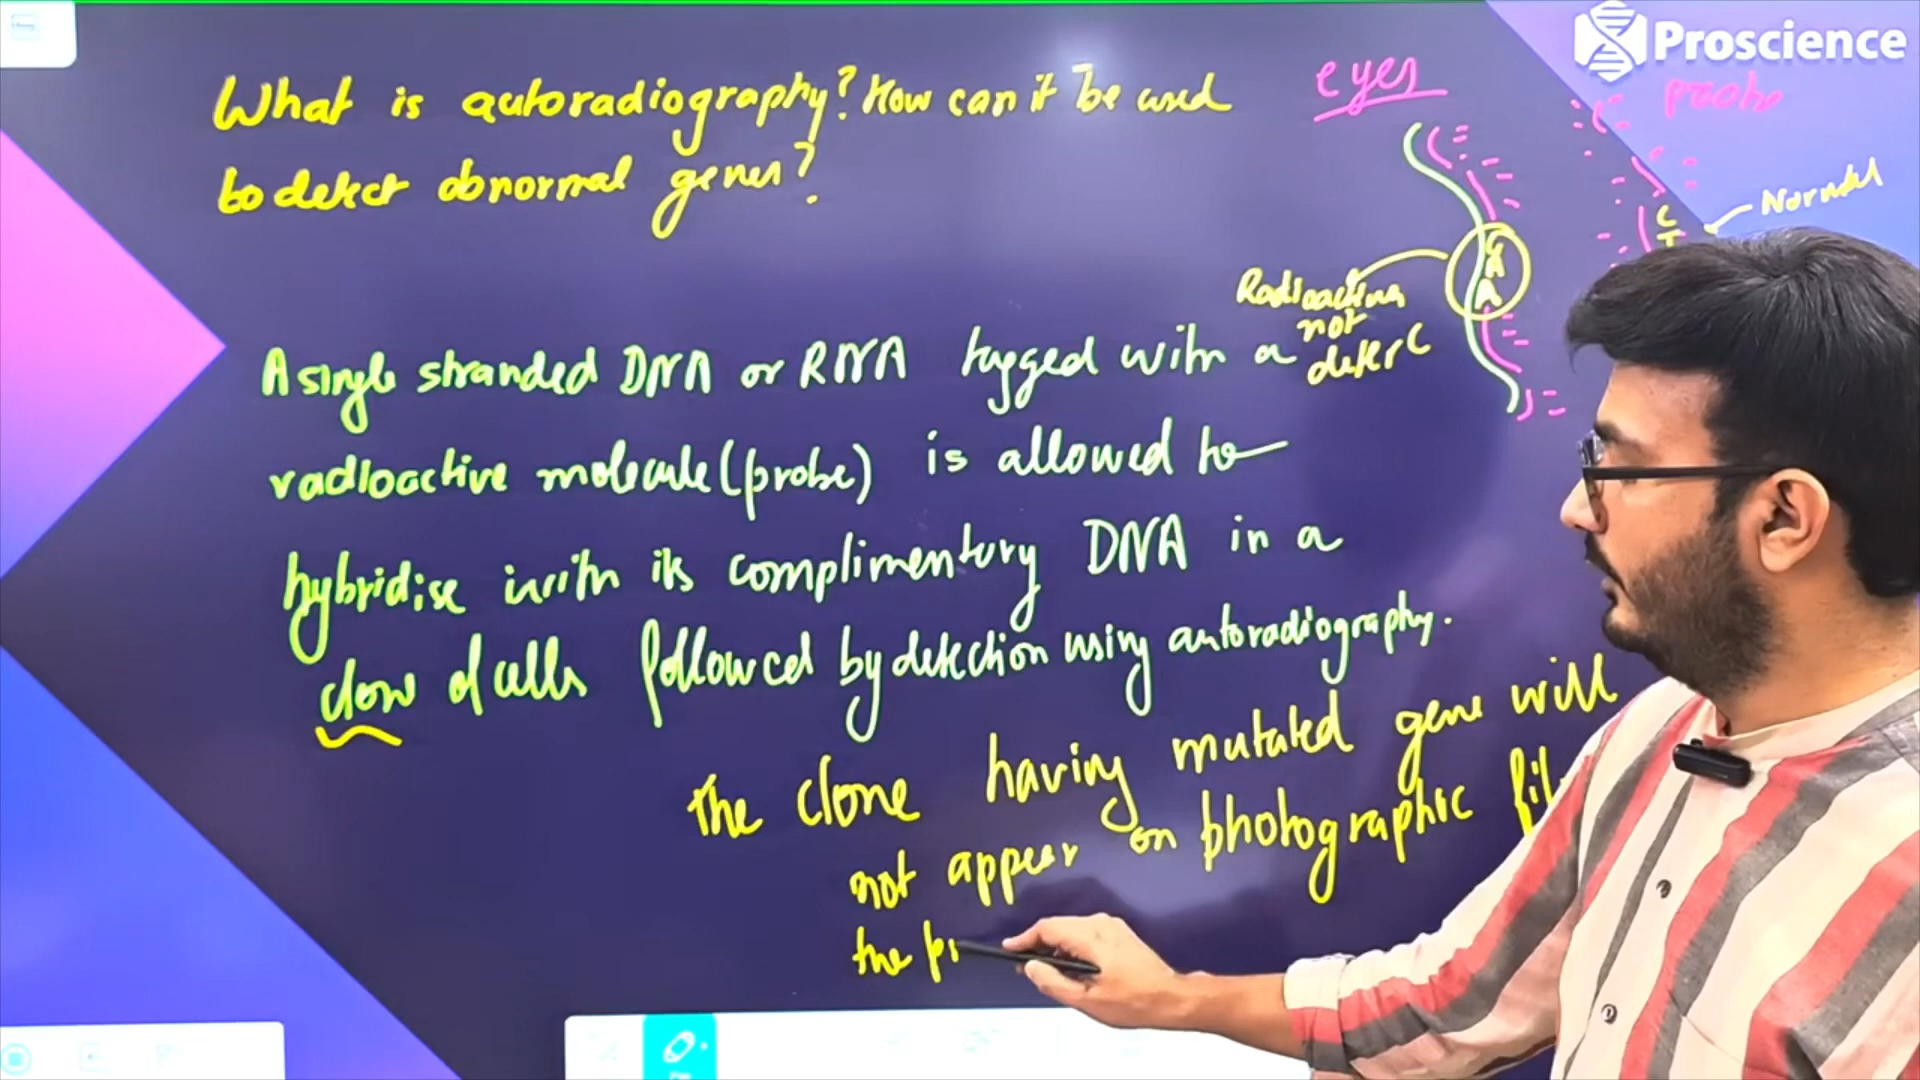 Proscience
What is autoradiography? How can it be used
to detect abnormal genes?
eyes
probe
Normal
C
T
G
A
A
Radioactive
not
detect
A single stranded DNA or RNA tagged with a
radioactive molecule (probe) is allowed to
hybridise with its complimentary DNA in a
clone of cells followed by detection using autoradiography.
the clone having mutated gene will
not appear on photographic
the